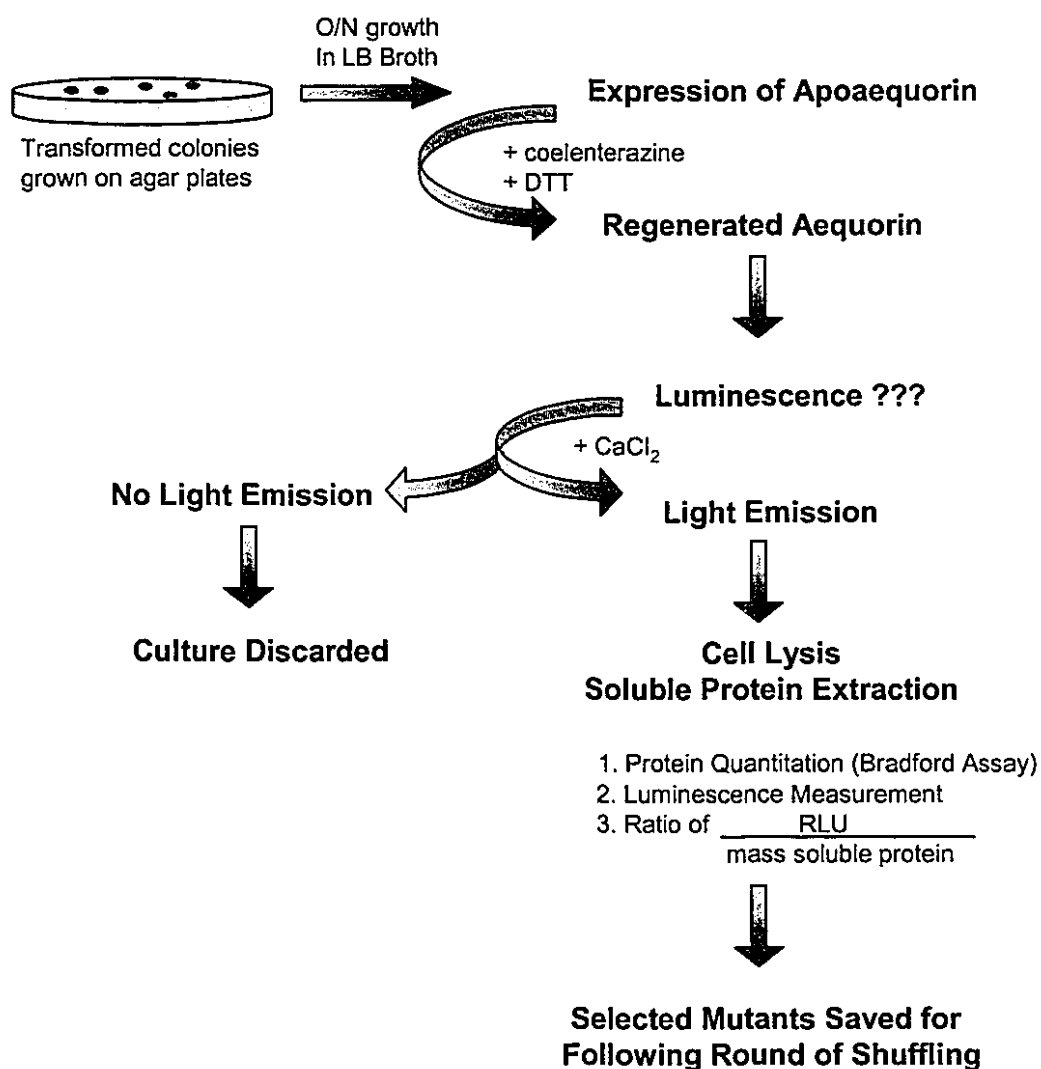 O/N growth
In LB Broth
Transformed colonies
grown on agar plates
Expression of Apoaequorin
+ coelenterazine
+ DTT
Regenerated Aequorin
Luminescence ???
+ CaCl₂
No Light Emission
Light Emission
Culture Discarded
Cell Lysis
Soluble Protein Extraction
1. Protein Quantitation (Bradford Assay)
2. Luminescence Measurement
3. Ratio of RLU
mass soluble protein
Selected Mutants Saved for
Following Round of Shuffling